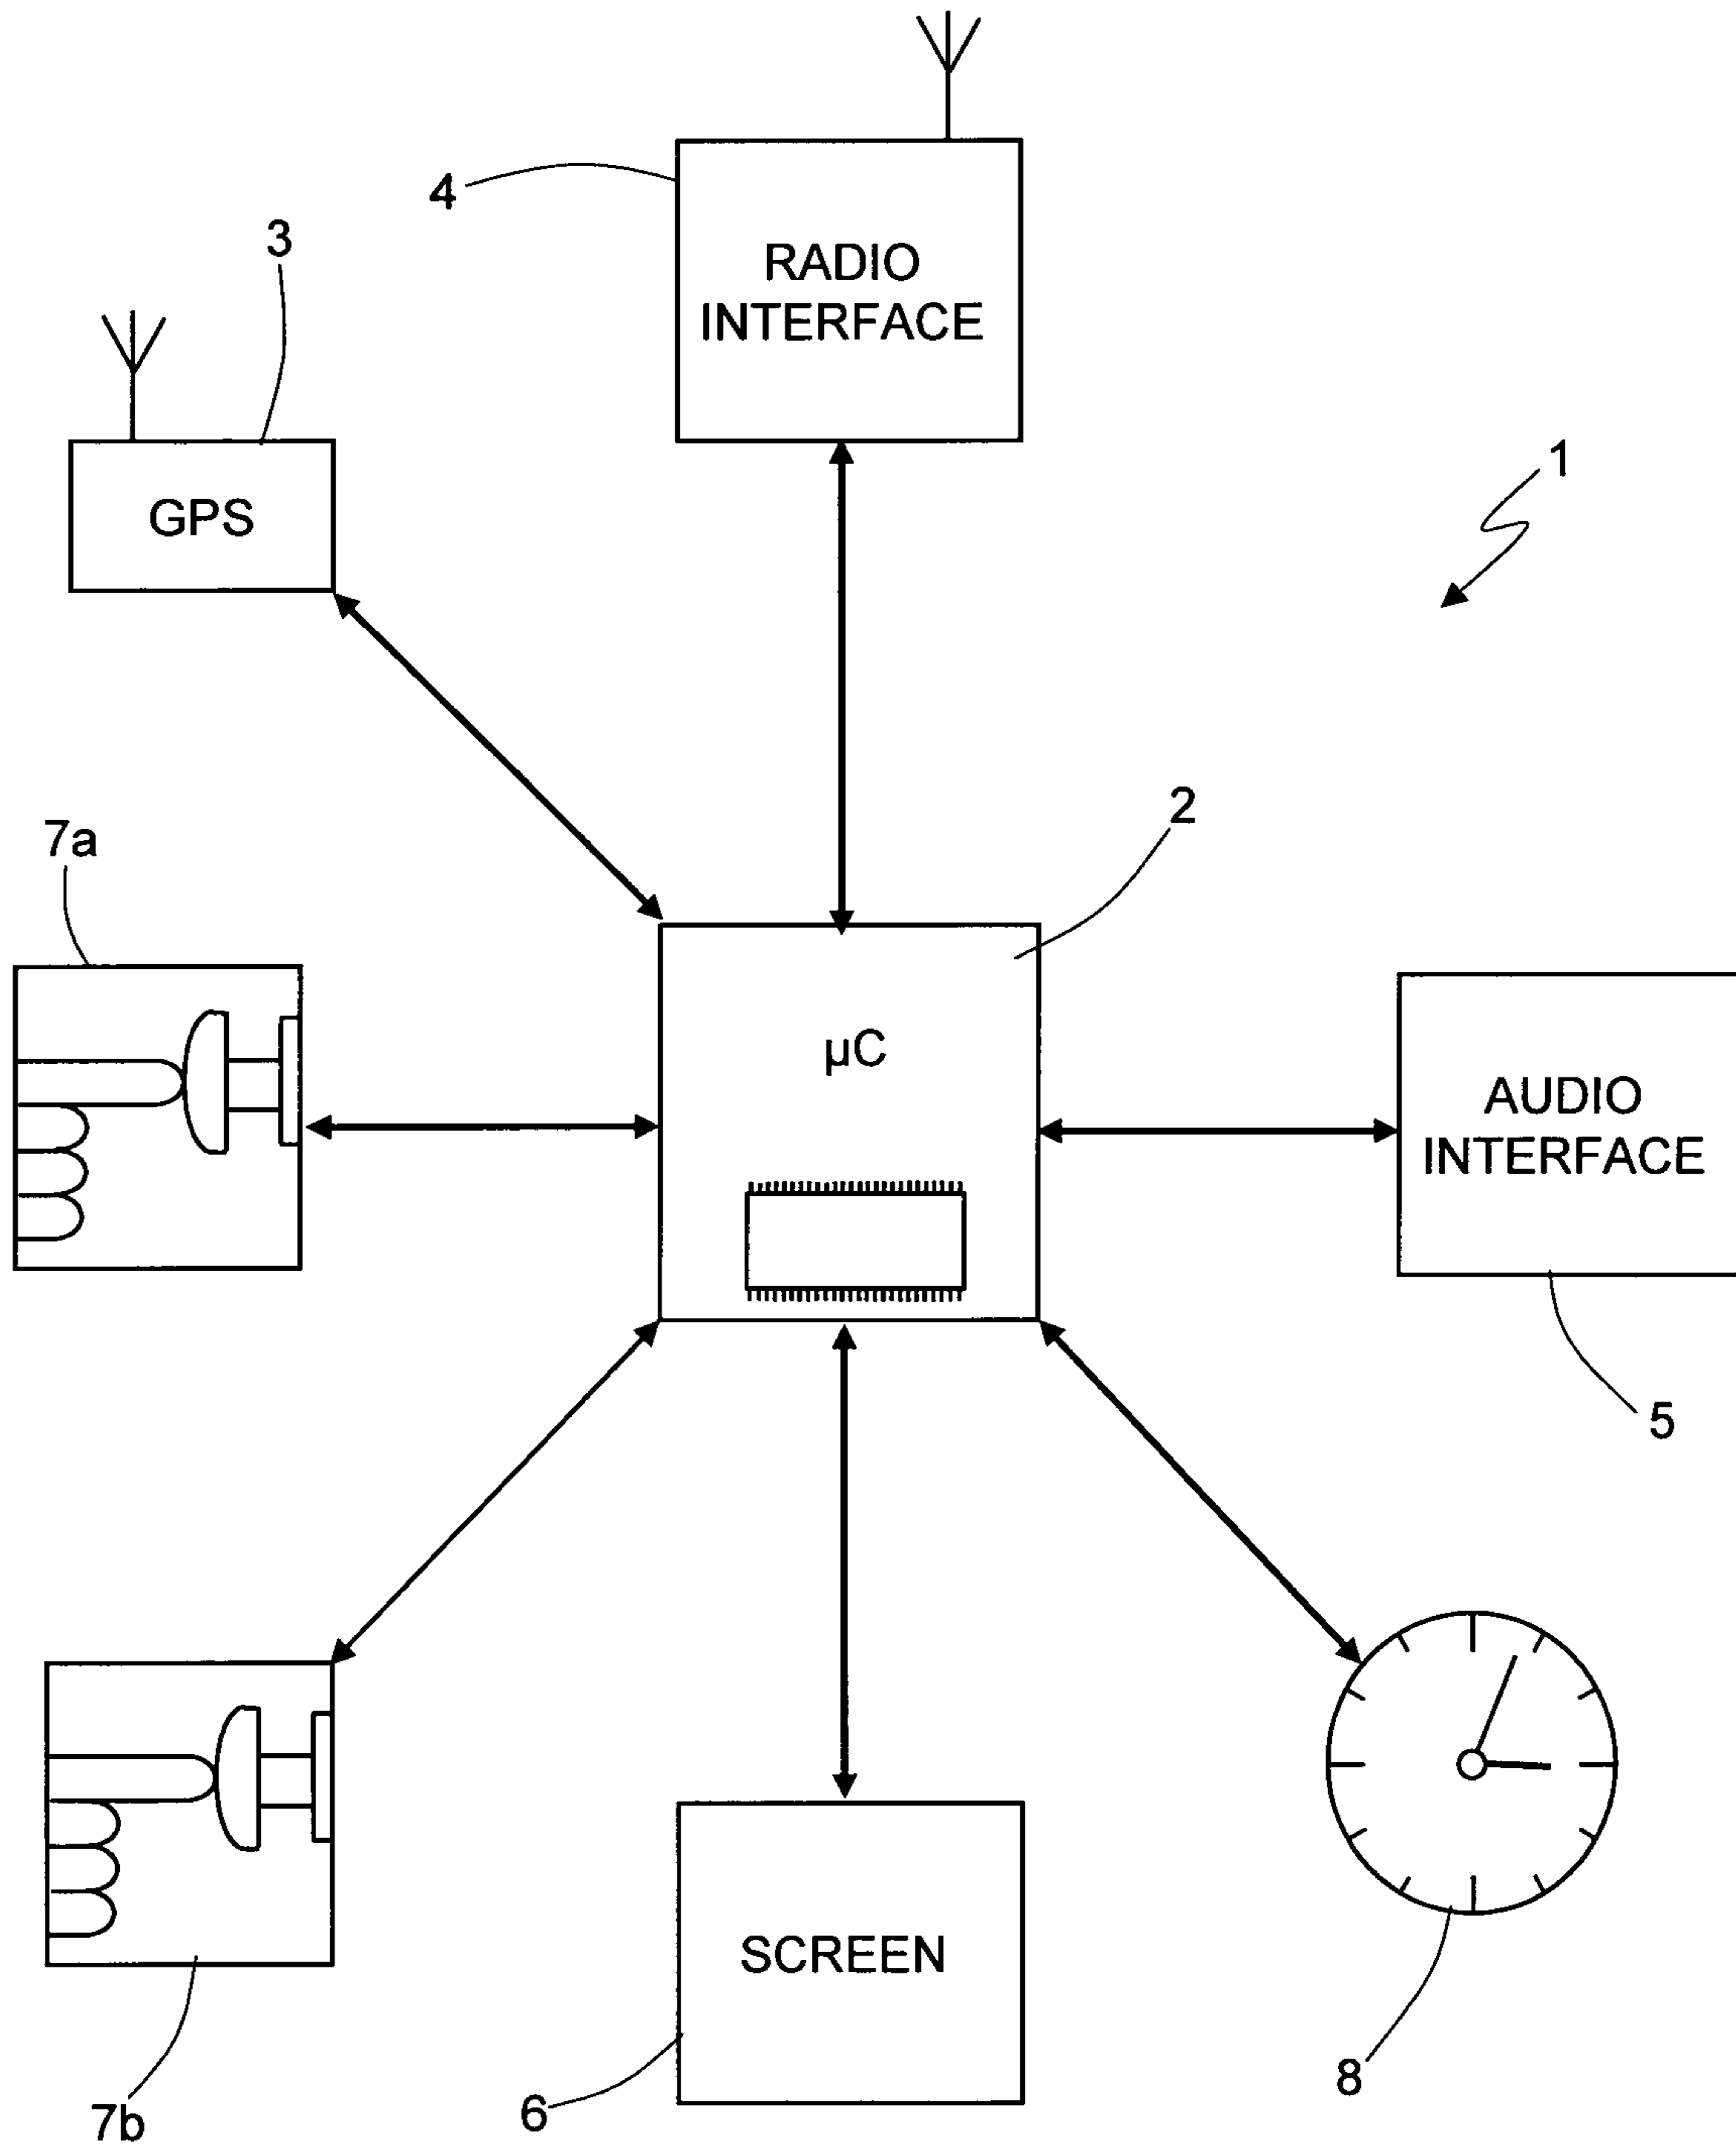 4
RADIO
INTERFACE
3
GPS
1
2
7a
µC
AUDIO
INTERFACE
5
SCREEN
6
7b
8